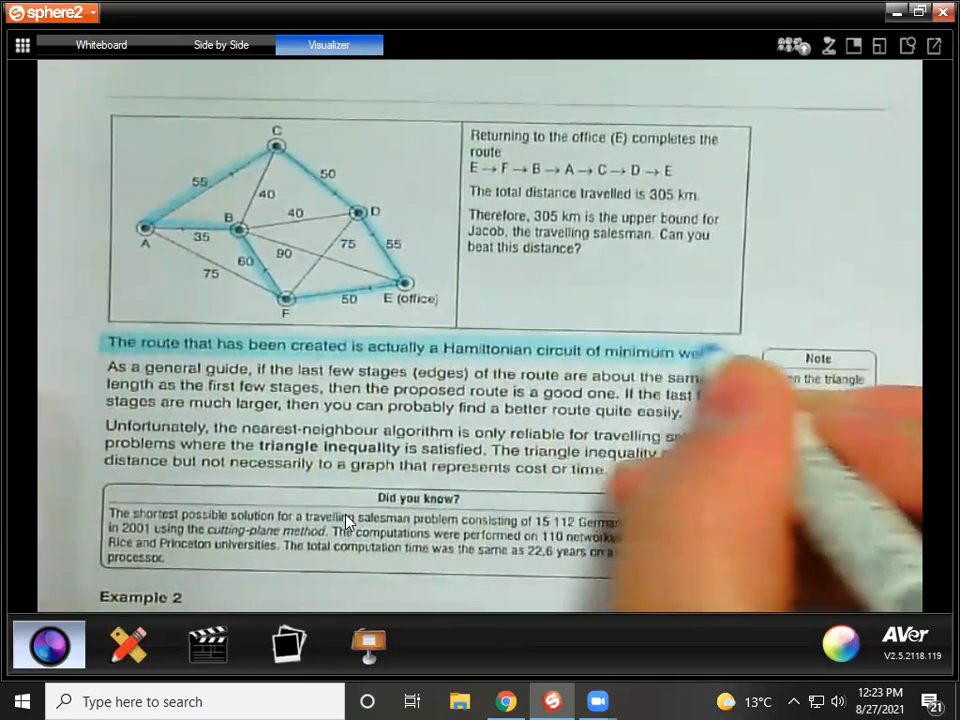 sphere2
Whiteboard
Side by Side
Visualizer
C
55
50
40
B
40
D
A
35
75
55
90
60
75
50
E (office)
F
Returning to the office (E) completes the
route
E → F → B → A → C → D → E
The total distance travelled is 305 km.
Therefore, 305 km is the upper bound for
Jacob, the travelling salesman. Can you
beat this distance?
The route that has been created is actually a Hamiltonian circuit of minimum
As a general guide, if the last few stages (edges) of the route are about the same
length as the first few stages, then the proposed route is a good one. If the last
stages are much larger, then you can probably find a better route quite easily.
Unfortunately, the nearest-neighbour algorithm is only reliable for travelling
problems where the triangle inequality is satisfied. The triangle inequality
distance but not necessarily to a graph that represents cost or time.
Note
the triangle
Did you know?
The shortest possible solution for a travelling salesman problem consisting of 15 112
in 2001 using the cutting-plane method. The computations were performed on 110
Rice and Princeton universities. The total computation time was the same as 22,6 years on
processor.
Example 2
AVer
V2.5.2118.119
Type here to search
13°C
12:23 PM
8/27/2021
21